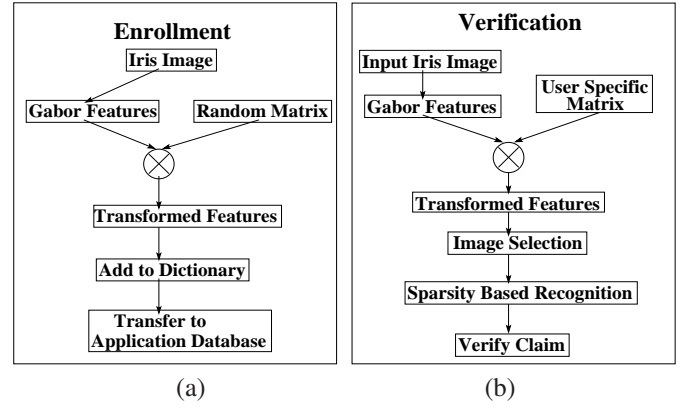 Enrollment
Iris Image
Gabor Features
Random Matrix
Transformed Features
Add to Dictionary
Transfer to
Application Database
(a)
Verification
Input Iris Image
Gabor Features
User Specific
Matrix
Transformed Features
Image Selection
Sparsity Based Recognition
Verify Claim
(b)